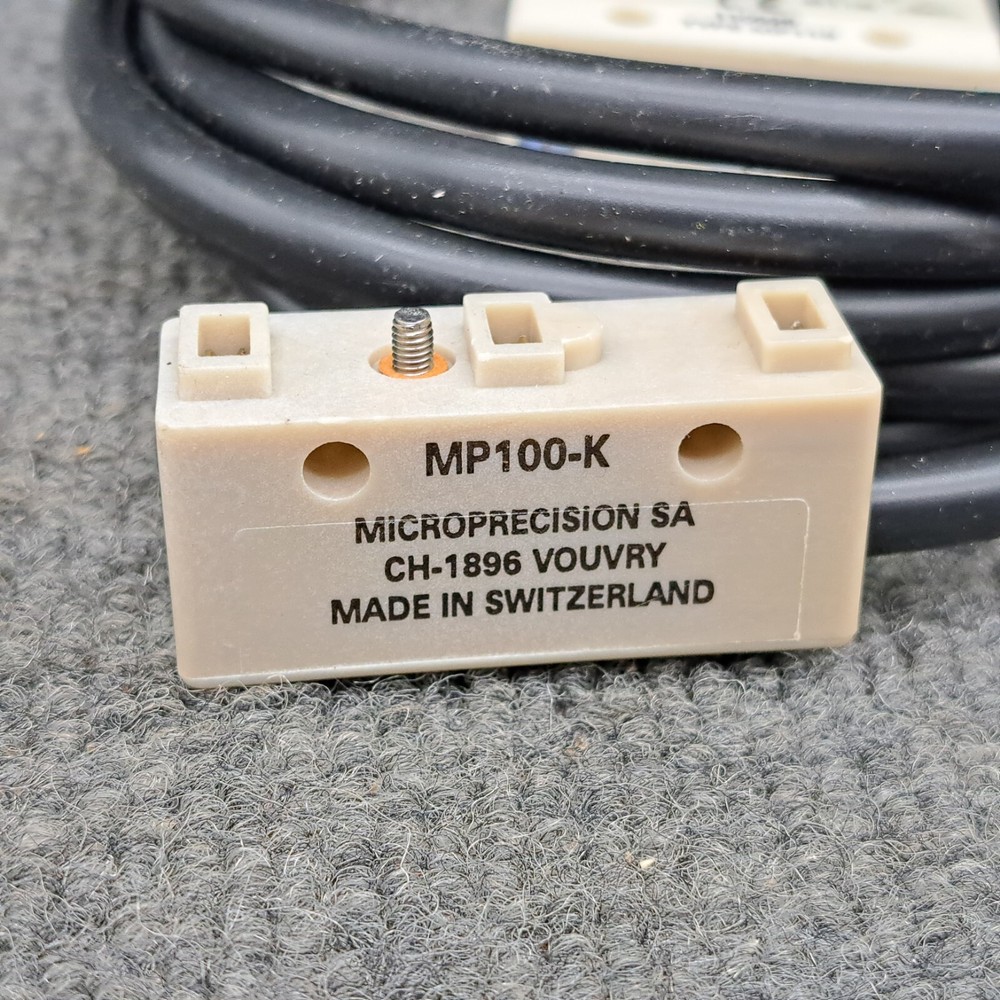 MP100-K
MICROPRECISION SA
CH-1896 VOUVRY
MADE IN SWITZERLAND